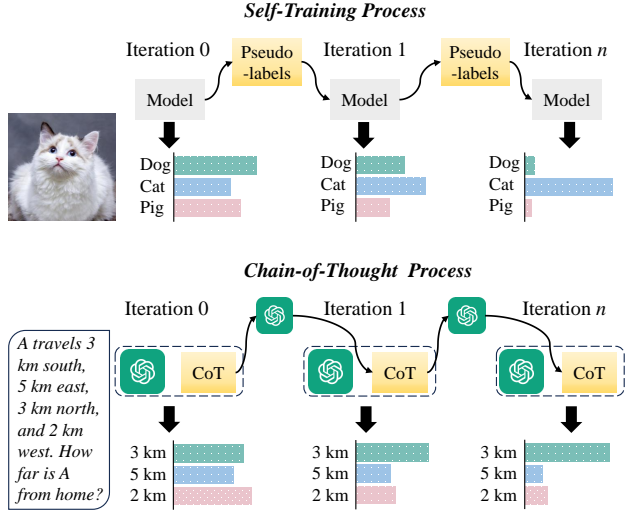 Self-Training Process
Iteration 0
Pseudo
-labels
Iteration 1
Pseudo
-labels
Iteration n
Model
Model
Model
Dog
Cat
Pig
Dog
Cat
Pig
Dog
Cat
Pig
Chain-of-Thought Process
Iteration 0
Iteration 1
Iteration n
A travels 3
km south,
5 km east,
3 km north,
and 2 km
west. How
far is A
from home?
CoT
CoT
CoT
3 km
5 km
2 km
3 km
5 km
2 km
3 km
5 km
2 km